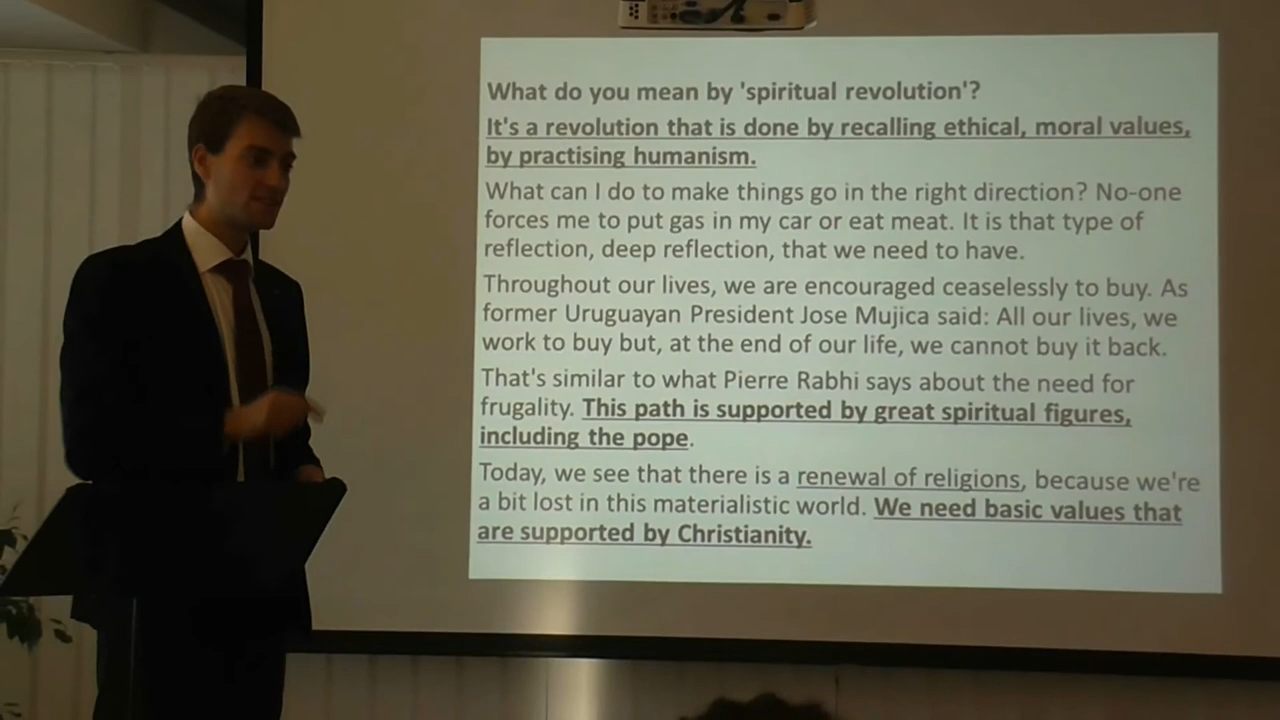 What do you mean by 'spiritual revolution'?
It's a revolution that is done by recalling ethical, moral values,
by practising humanism.
What can I do to make things go in the right direction? No-one
forces me to put gas in my car or eat meat. It is that type of
reflection, deep reflection, that we need to have.
Throughout our lives, we are encouraged ceaselessly to buy. As
former Uruguayan President Jose Mujica said: All our lives, we
work to buy but, at the end of our life, we cannot buy it back.
That's similar to what Pierre Rabhi says about the need for
frugality. This path is supported by great spiritual figures,
including the pope.
Today, we see that there is a renewal of religions, because we're
a bit lost in this materialistic world. We need basic values that
are supported by Christianity.